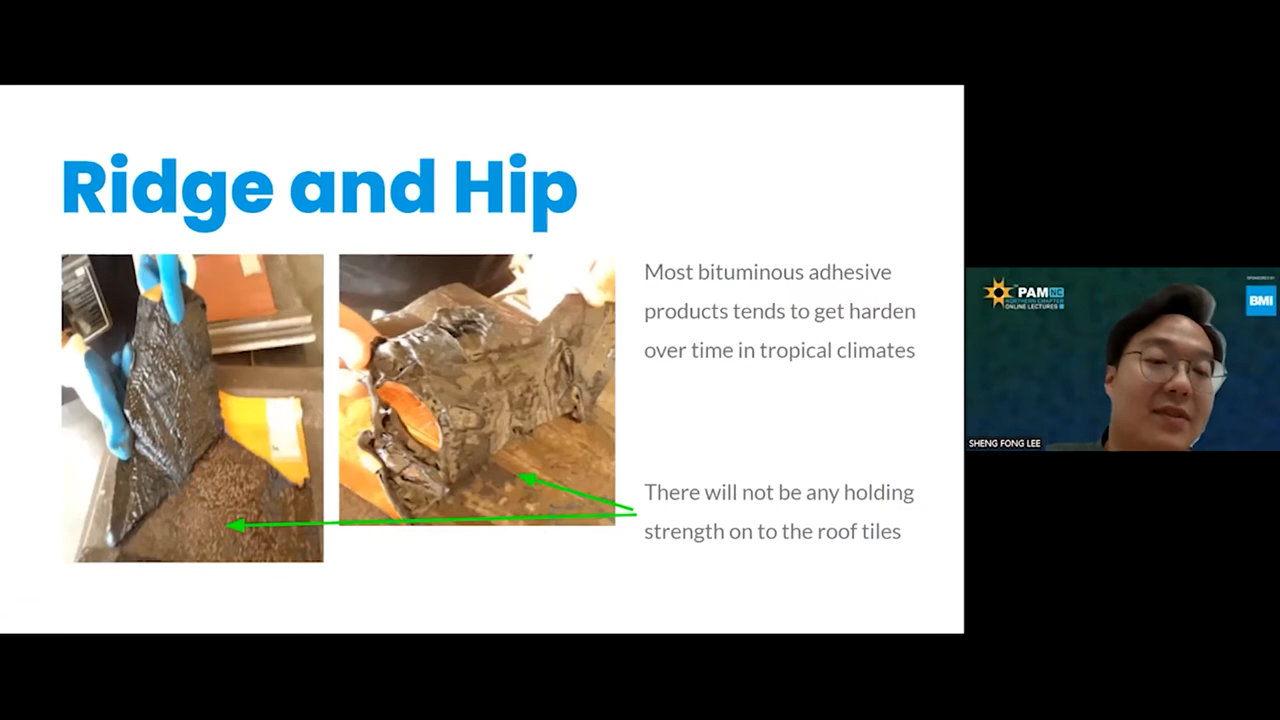 Ridge and Hip
Most bituminous adhesive
products tends to get harden
over time in tropical climates
There will not be any holding
strength on to the roof tiles
PAM NC
NORTHERN CHAPTER
ONLINE LECTURES
SPONSORED BY
BMI
SHENG FONG LEE